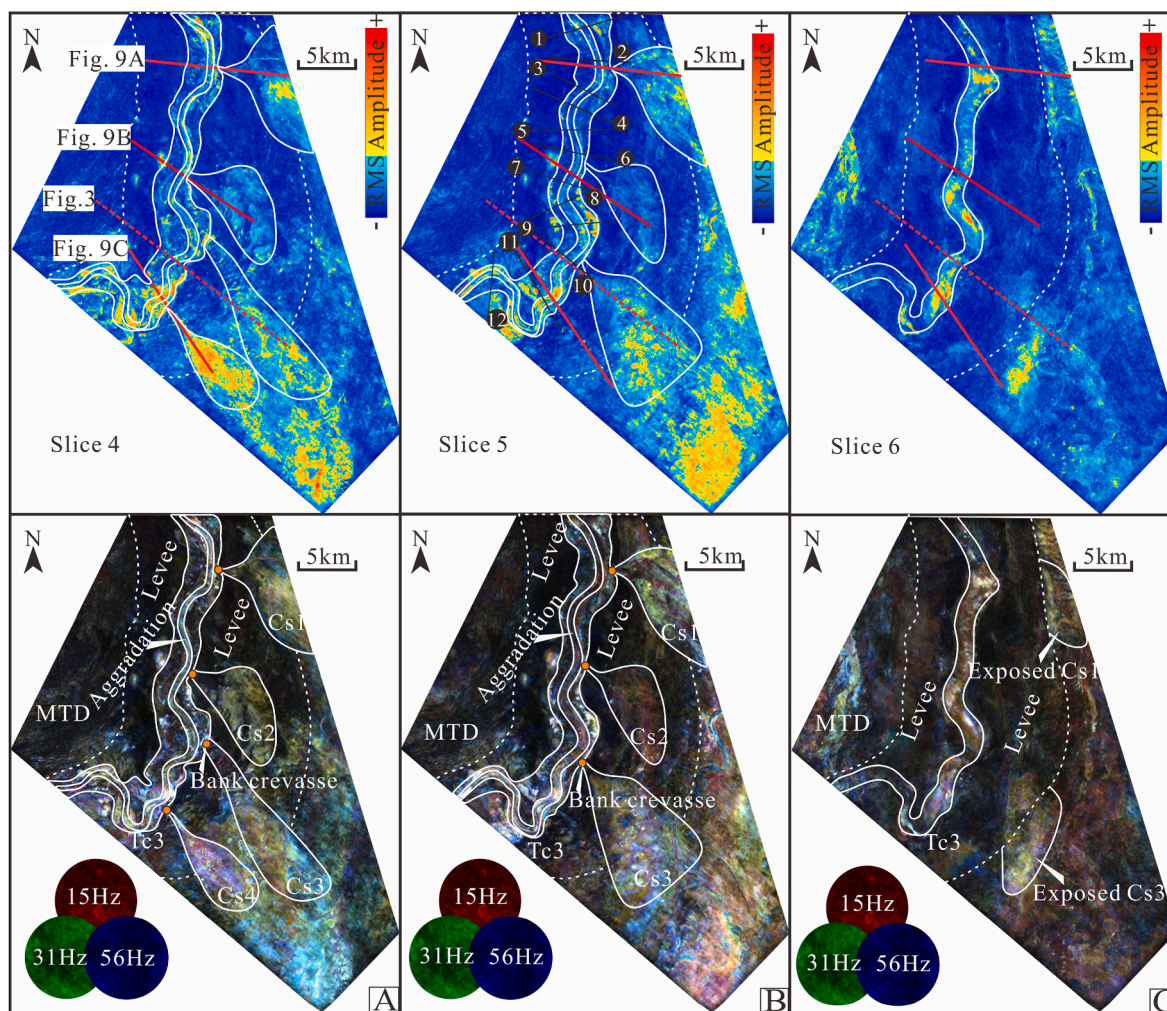 N
5km
+
RMS Amplitude
-
Fig. 9A
Fig. 9B
Fig.3
Fig. 9C
Slice 4
N
5km
+
RMS Amplitude
-
1
2
3
4
5
6
7
8
9
10
11
12
Slice 5
N
5km
+
RMS Amplitude
-
Slice 6
N
5km
Levee
Aggradation
Levee
Cs1
MTD
Cs2
Bank crevasse
Tc3
Cs4
Cs3
15Hz
31Hz
56Hz
A
N
5km
Levee
Aggradation
Levee
Cs1
MTD
Cs2
Bank crevasse
Tc3
Cs3
15Hz
31Hz
56Hz
B
N
5km
Exposed Cs1
MTD
Levee
Levee
Tc3
Exposed Cs3
15Hz
31Hz
56Hz
C